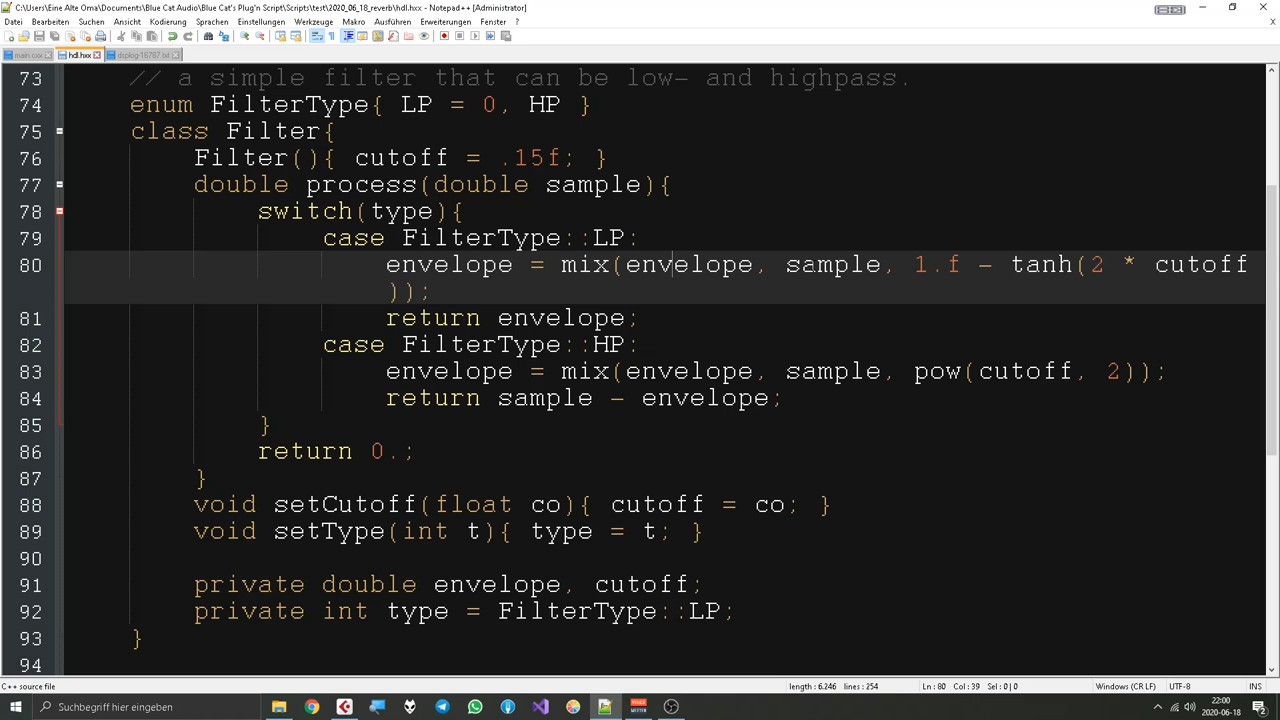 C:\Users\Eine Alte Oma\Documents\Blue Cat Audio\Blue Cat's Plug'n Script\Scripts\test\2020_06_18_reverb\hdl.hxx - Notepad++ [Administrator]
Datei Bearbeiten Suchen Ansicht Kodierung Sprachen Einstellungen Werkzeuge Makro Ausführen Erweiterungen Fenster ?
main.cxx hdl.hxx dsplog-16787.txt
73 // a simple filter that can be low- and highpass.
74 enum FilterType{ LP = 0, HP }
75 class Filter{
76 Filter(){ cutoff = .15f; }
77 double process(double sample){
78 switch(type){
79 case FilterType::LP:
80 envelope = mix(envelope, sample, 1.f - tanh(2 * cutoff
));
81 return envelope;
82 case FilterType::HP:
83 envelope = mix(envelope, sample, pow(cutoff, 2));
84 return sample - envelope;
85 }
86 return 0.;
87 }
88 void setCutoff(float co){ cutoff = co; }
89 void setType(int t){ type = t; }
90
91 private double envelope, cutoff;
92 private int type = FilterType::LP;
93 }
94
C++ source file length : 6.246 lines : 254 Ln : 80 Col : 39 Sel : 0 | 0 Windows (CR LF) UTF-8 INS
Suchbegriff hier eingeben 22:00
2020-06-18